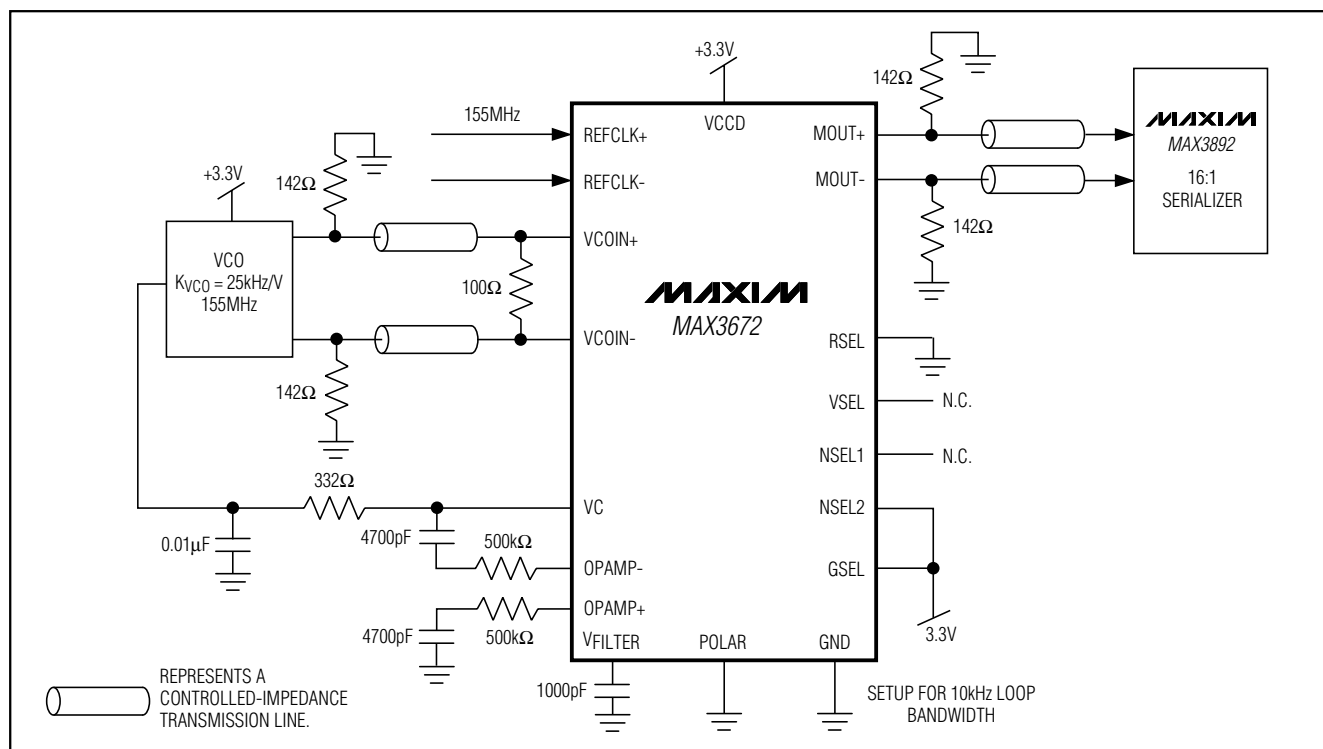 +3.3V
142Ω
MAXIM
MAX3892
16:1
SERIALIZER
155MHz
REFCLK+
VCCD
MOUT+
142Ω
+3.3V
REFCLK-
MOUT-
142Ω
VCO
KVCO = 25kHz/V
155MHz
VCOIN+
100Ω
MAXIM
MAX3672
VCOIN-
RSEL
142Ω
VSEL
N.C.
NSEL1
N.C.
332Ω
VC
NSEL2
0.01μF
4700pF
500kΩ
OPAMP-
GSEL
OPAMP+
4700pF
500kΩ
VFILTER
POLAR
GND
3.3V
REPRESENTS A
CONTROLLED-IMPEDANCE
TRANSMISSION LINE.
1000pF
SETUP FOR 10kHz LOOP
BANDWIDTH